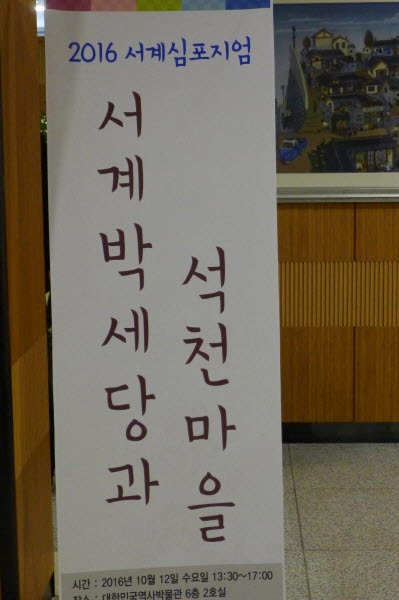 2016 서계심포지엄
서계박세당과
석천마을
시간 : 2016년 10월 12일 수요일 13:30~17:00
장소 : 대한민국역사박물관 6층 2호실